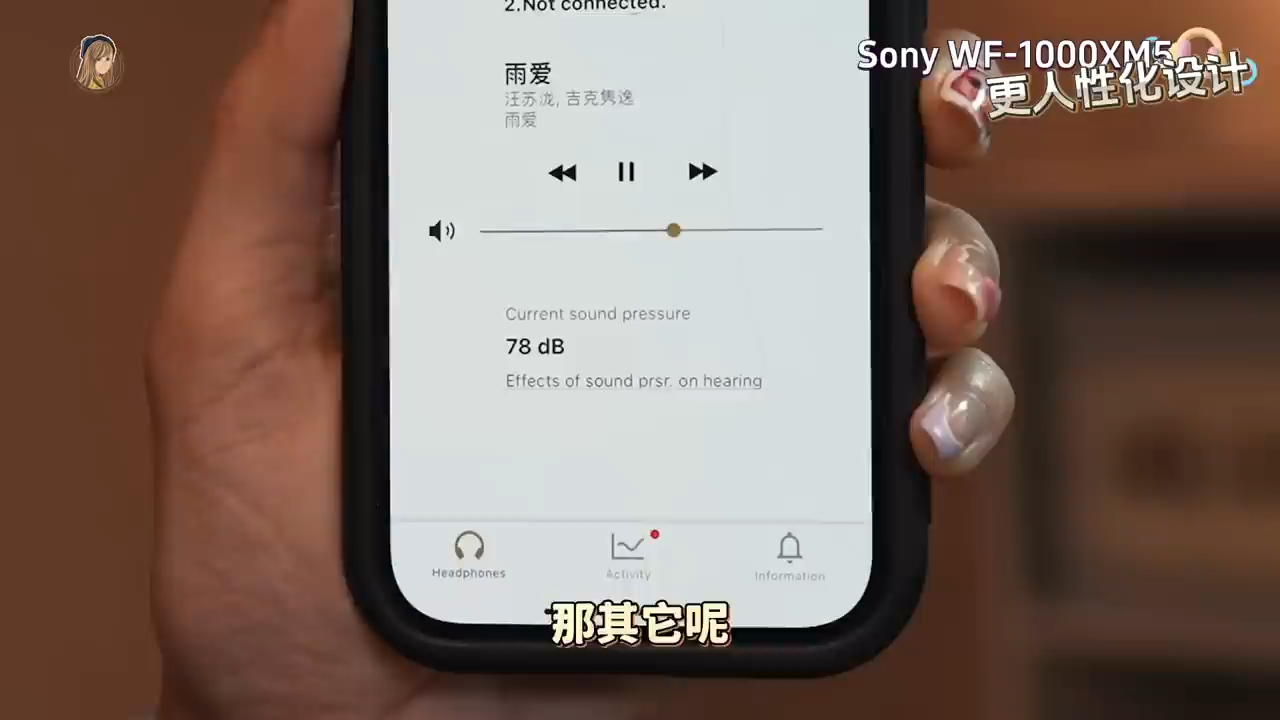 2.Not connected.
Sony WF-1000XM5
更人性化设计
雨爱
汪苏泷, 吉克隽逸
雨爱
Current sound pressure
78 dB
Effects of sound prsr. on hearing
Headphones
Activity
Information
那其它呢